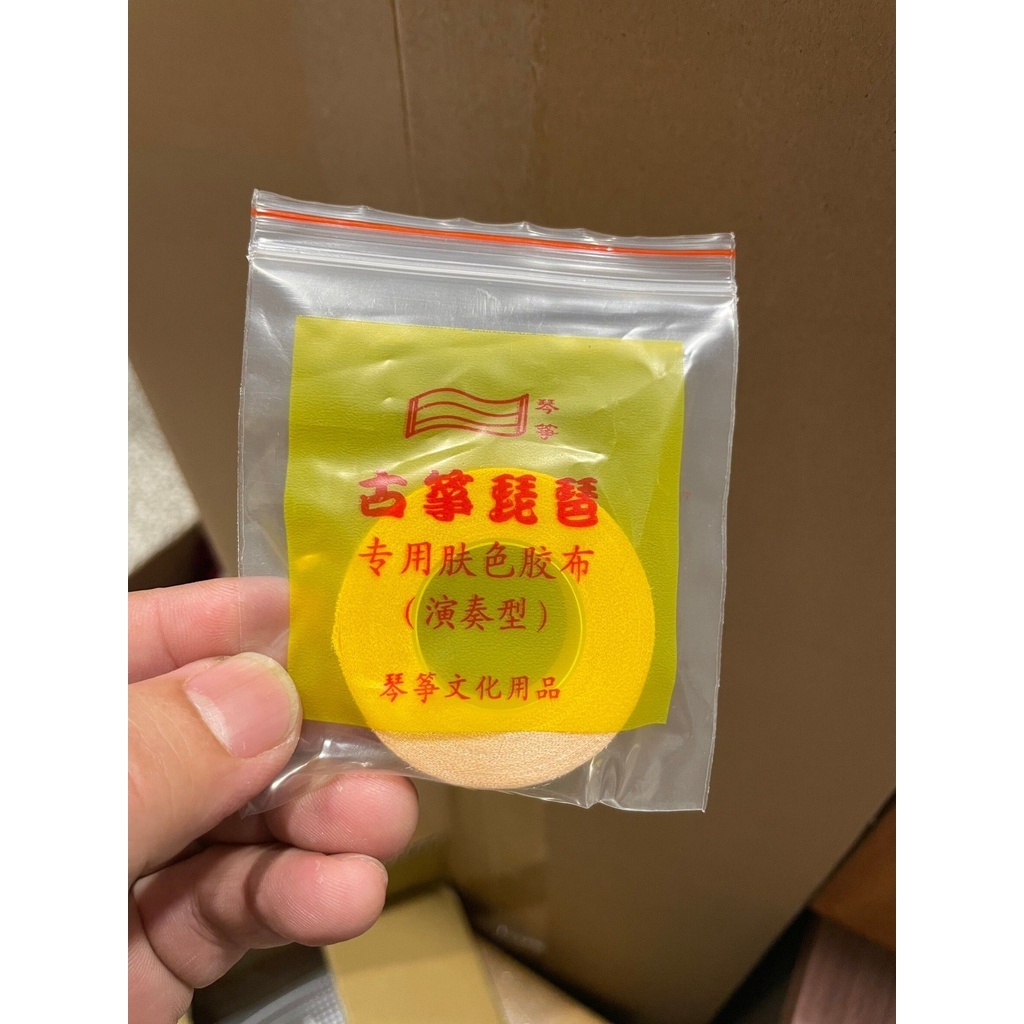 琴
筝
古筝琵琶
专用肤色胶布
（演奏型）
琴筝文化用品